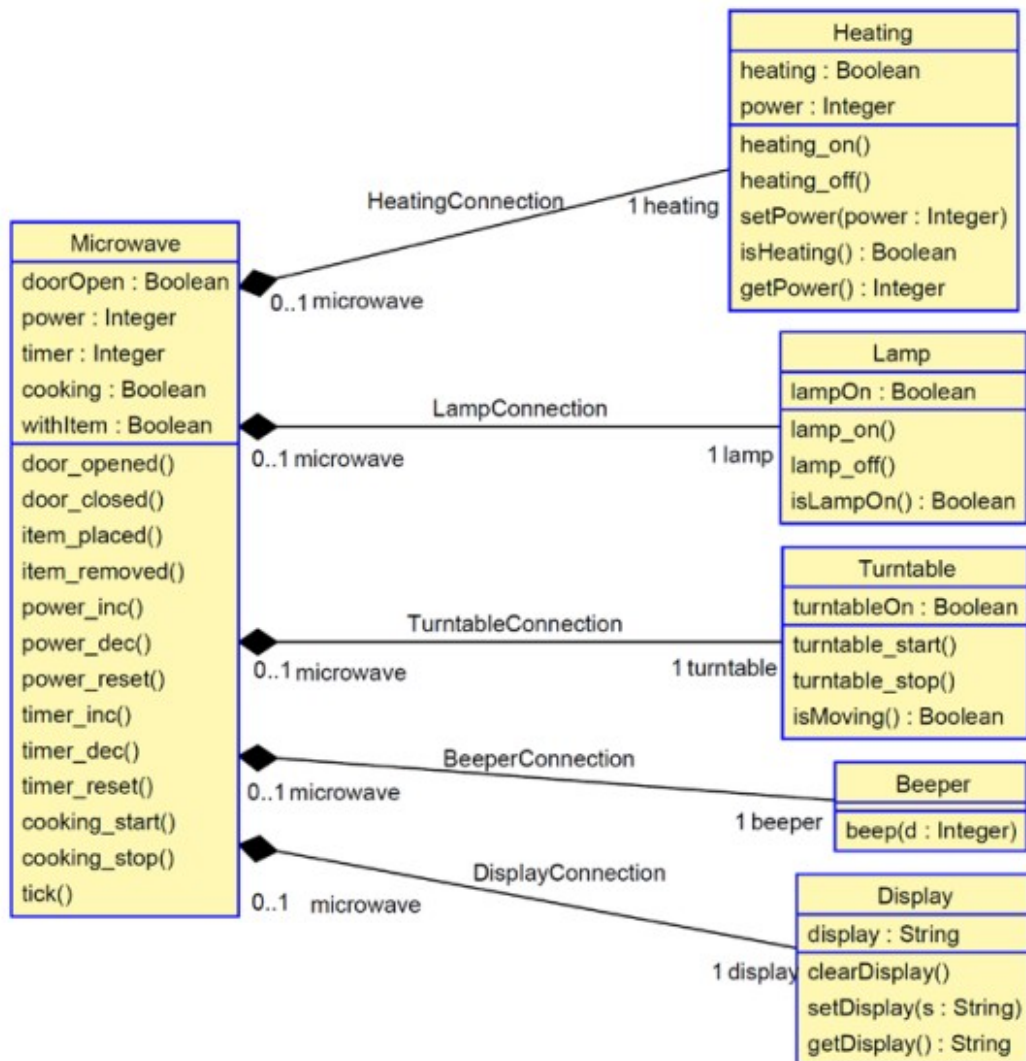 Heating
heating : Boolean
power : Integer
heating_on()
heating_off()
setPower(power : Integer)
isHeating() : Boolean
getPower() : Integer
HeatingConnection
1 heating
0..1 microwave
Microwave
doorOpen : Boolean
power : Integer
timer : Integer
cooking : Boolean
withItem : Boolean
door_opened()
door_closed()
item_placed()
item_removed()
power_inc()
power_dec()
power_reset()
timer_inc()
timer_dec()
timer_reset()
cooking_start()
cooking_stop()
tick()
LampConnection
0..1 microwave
1 lamp
Lamp
lampOn : Boolean
lamp_on()
lamp_off()
isLampOn() : Boolean
TurntableConnection
0..1 microwave
1 turntable
Turntable
turntableOn : Boolean
turntable_start()
turntable_stop()
isMoving() : Boolean
BeeperConnection
0..1 microwave
1 beeper
Beeper
beep(d : Integer)
DisplayConnection
0..1 microwave
1 display
Display
display : String
clearDisplay()
setDisplay(s : String)
getDisplay() : String